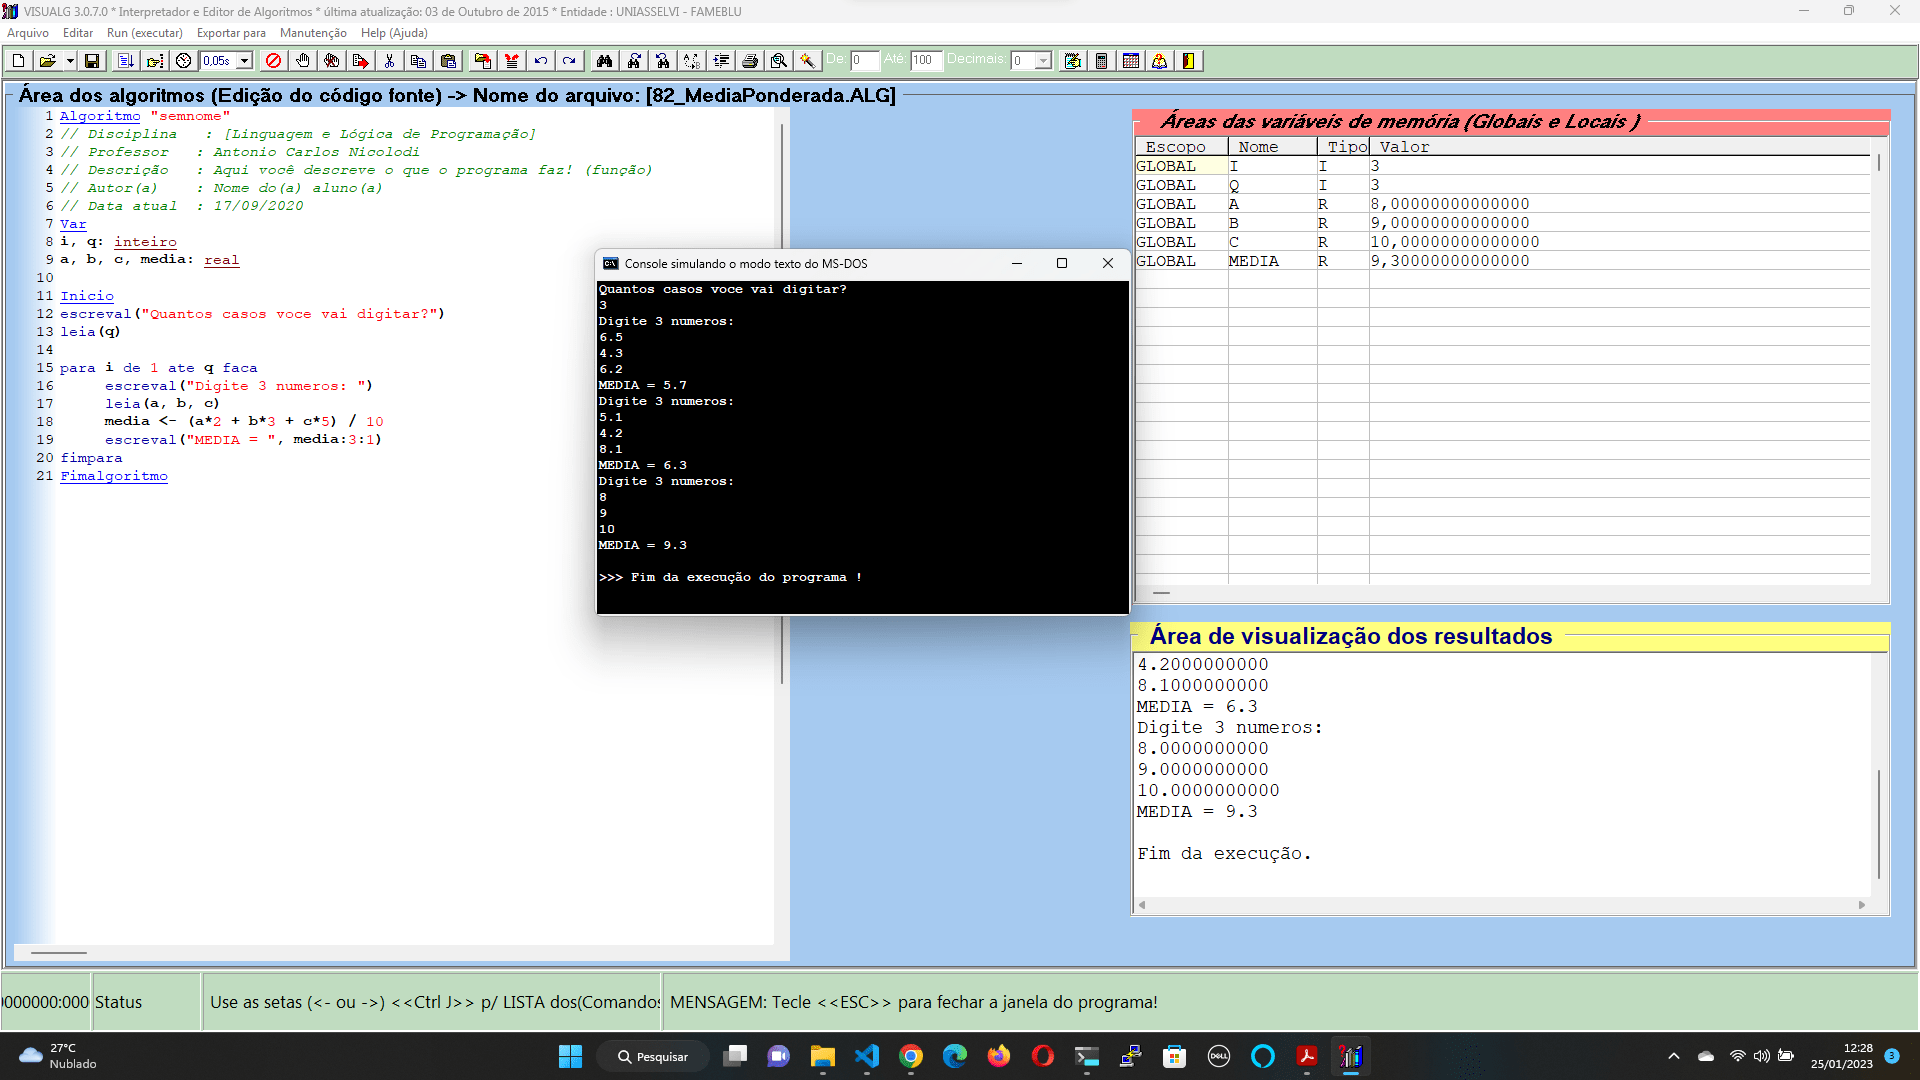 VISUALG 3.0.7.0 * Interpretador e Editor de Algoritmos * última atualização: 03 de Outubro de 2015 * Entidade : UNIASSELVI - FAMEBLU
Arquivo Editar Run (executar) Exportar para Manutenção Help (Ajuda)
0,05s De: 0 Até: 100 Decimais: 0
Área dos algoritmos (Edição do código fonte) -> Nome do arquivo: [82_MediaPonderada.ALG]
1 Algoritmo "semnome"
2 // Disciplina : [Linguagem e Lógica de Programação]
3 // Professor : Antonio Carlos Nicolodi
4 // Descrição : Aqui você descreve o que o programa faz! (função)
5 // Autor(a) : Nome do(a) aluno(a)
6 // Data atual : 17/09/2020
7 Var
8 i, q: inteiro
9 a, b, c, media: real
10
11 Inicio
12 escreval("Quantos casos voce vai digitar?")
13 leia(q)
14
15 para i de 1 ate q faca
16 escreval("Digite 3 numeros: ")
17 leia(a, b, c)
18 media <- (a*2 + b*3 + c*5) / 10
19 escreval("MEDIA = ", media:3:1)
20 fimpara
21 Fimalgoritmo
Console simulando o modo texto do MS-DOS
Quantos casos voce vai digitar?
3
Digite 3 numeros:
6.5
4.3
6.2
MEDIA = 5.7
Digite 3 numeros:
5.1
4.2
8.1
MEDIA = 6.3
Digite 3 numeros:
8
9
10
MEDIA = 9.3
>>> Fim da execução do programa !
Áreas das variáveis de memória (Globais e Locais )
Escopo Nome Tipo Valor
GLOBAL I I 3
GLOBAL Q I 3
GLOBAL A R 8,00000000000000
GLOBAL B R 9,00000000000000
GLOBAL C R 10,00000000000000
GLOBAL MEDIA R 9,30000000000000
Área de visualização dos resultados
4.2000000000
8.1000000000
MEDIA = 6.3
Digite 3 numeros:
8.0000000000
9.0000000000
10.0000000000
MEDIA = 9.3
Fim da execução.
0000000:000 Status Use as setas (<- ou ->) <<Ctrl J>> p/ LISTA dos(Comandos MENSAGEM: Tecle <<ESC>> para fechar a janela do programa!
27°C
Nublado
Pesquisar
DELL
12:28
25/01/2023
3